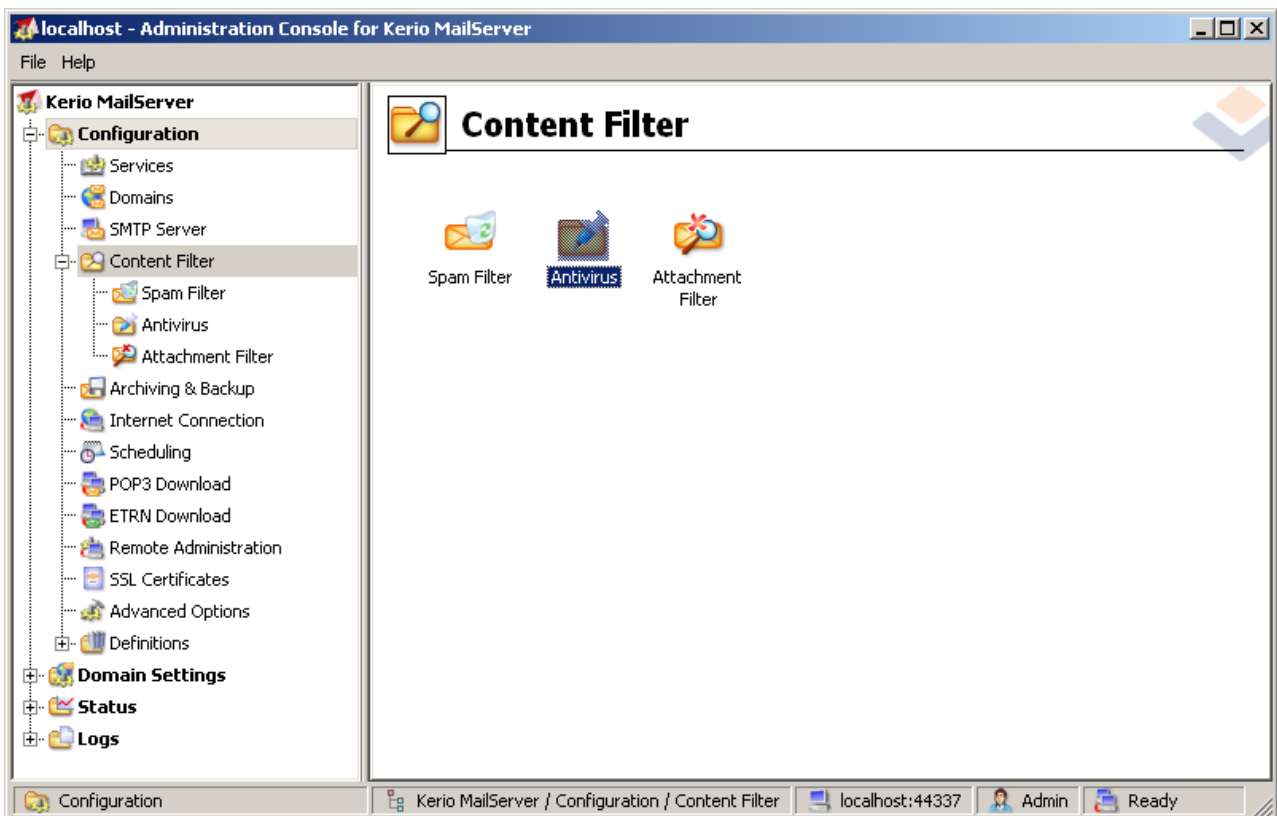 localhost - Administration Console for Kerio MailServer
File Help
Kerio MailServer
Configuration
Services
Domains
SMTP Server
Content Filter
Spam Filter
Antivirus
Attachment Filter
Archiving & Backup
Internet Connection
Scheduling
POP3 Download
ETRN Download
Remote Administration
SSL Certificates
Advanced Options
Definitions
Domain Settings
Status
Logs
Content Filter
Spam Filter
Antivirus
Attachment
Filter
Configuration
Kerio MailServer / Configuration / Content Filter
localhost:44337
Admin
Ready